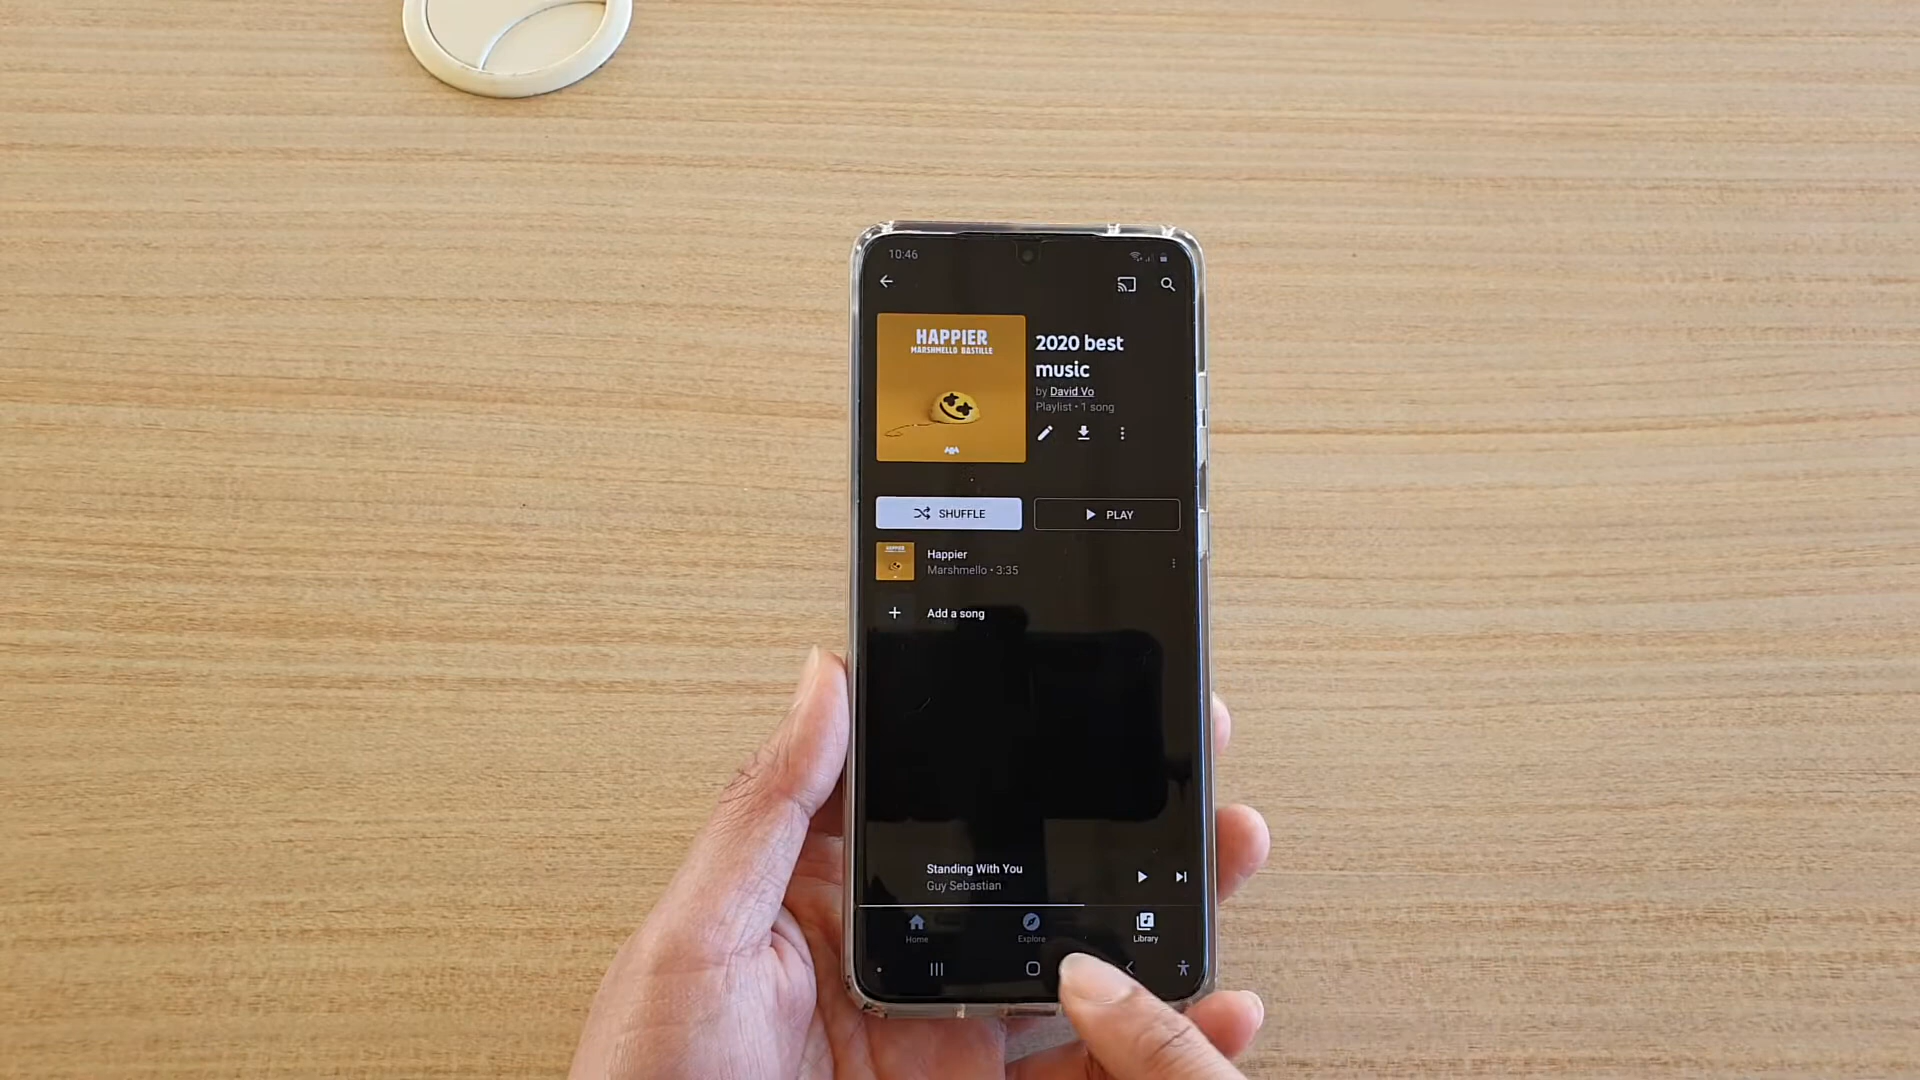 10:46
HAPPIER
MARSHMELLO BASTILLE
2020 best
music
by David Vo
Playlist • 1 song
SHUFFLE
PLAY
Happier
Marshmello • 3:35
Add a song
Standing With You
Guy Sebastian
Home
Explore
Library